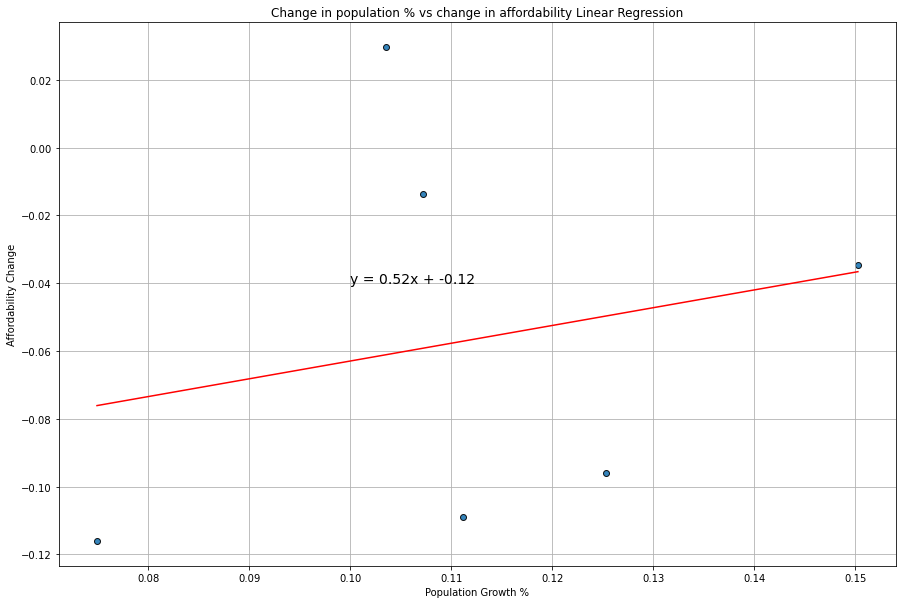 Change in population % vs change in affordability Linear Regression
Affordability Change
0.02
0.00
−0.02
−0.04
−0.06
−0.08
−0.10
−0.12
y = 0.52x + -0.12
0.08 0.09 0.10 0.11 0.12 0.13 0.14 0.15
Population Growth %